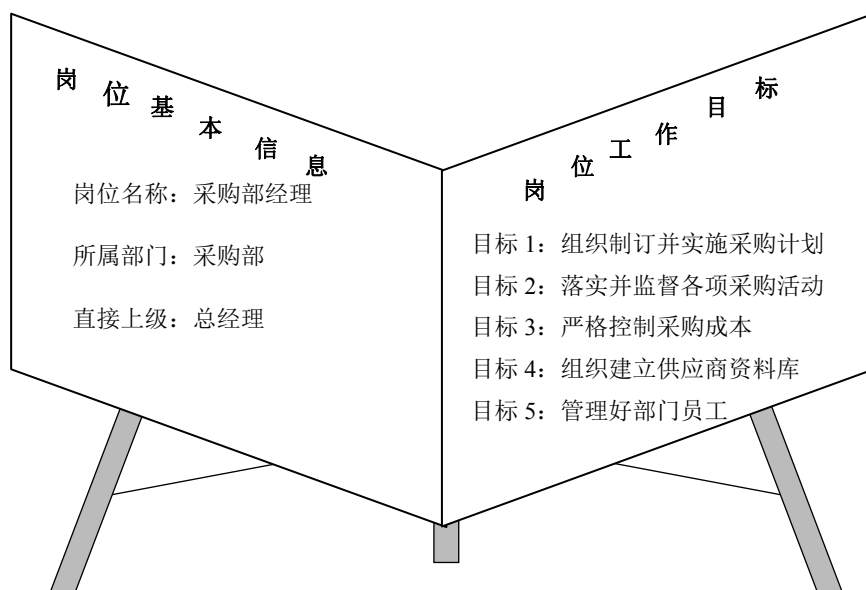 岗位基本信息
岗位名称：采购部经理
所属部门：采购部
直接上级：总经理
岗位工作目标
目标 1：组织制订并实施采购计划
目标 2：落实并监督各项采购活动
目标 3：严格控制采购成本
目标 4：组织建立供应商资料库
目标 5：管理好部门员工